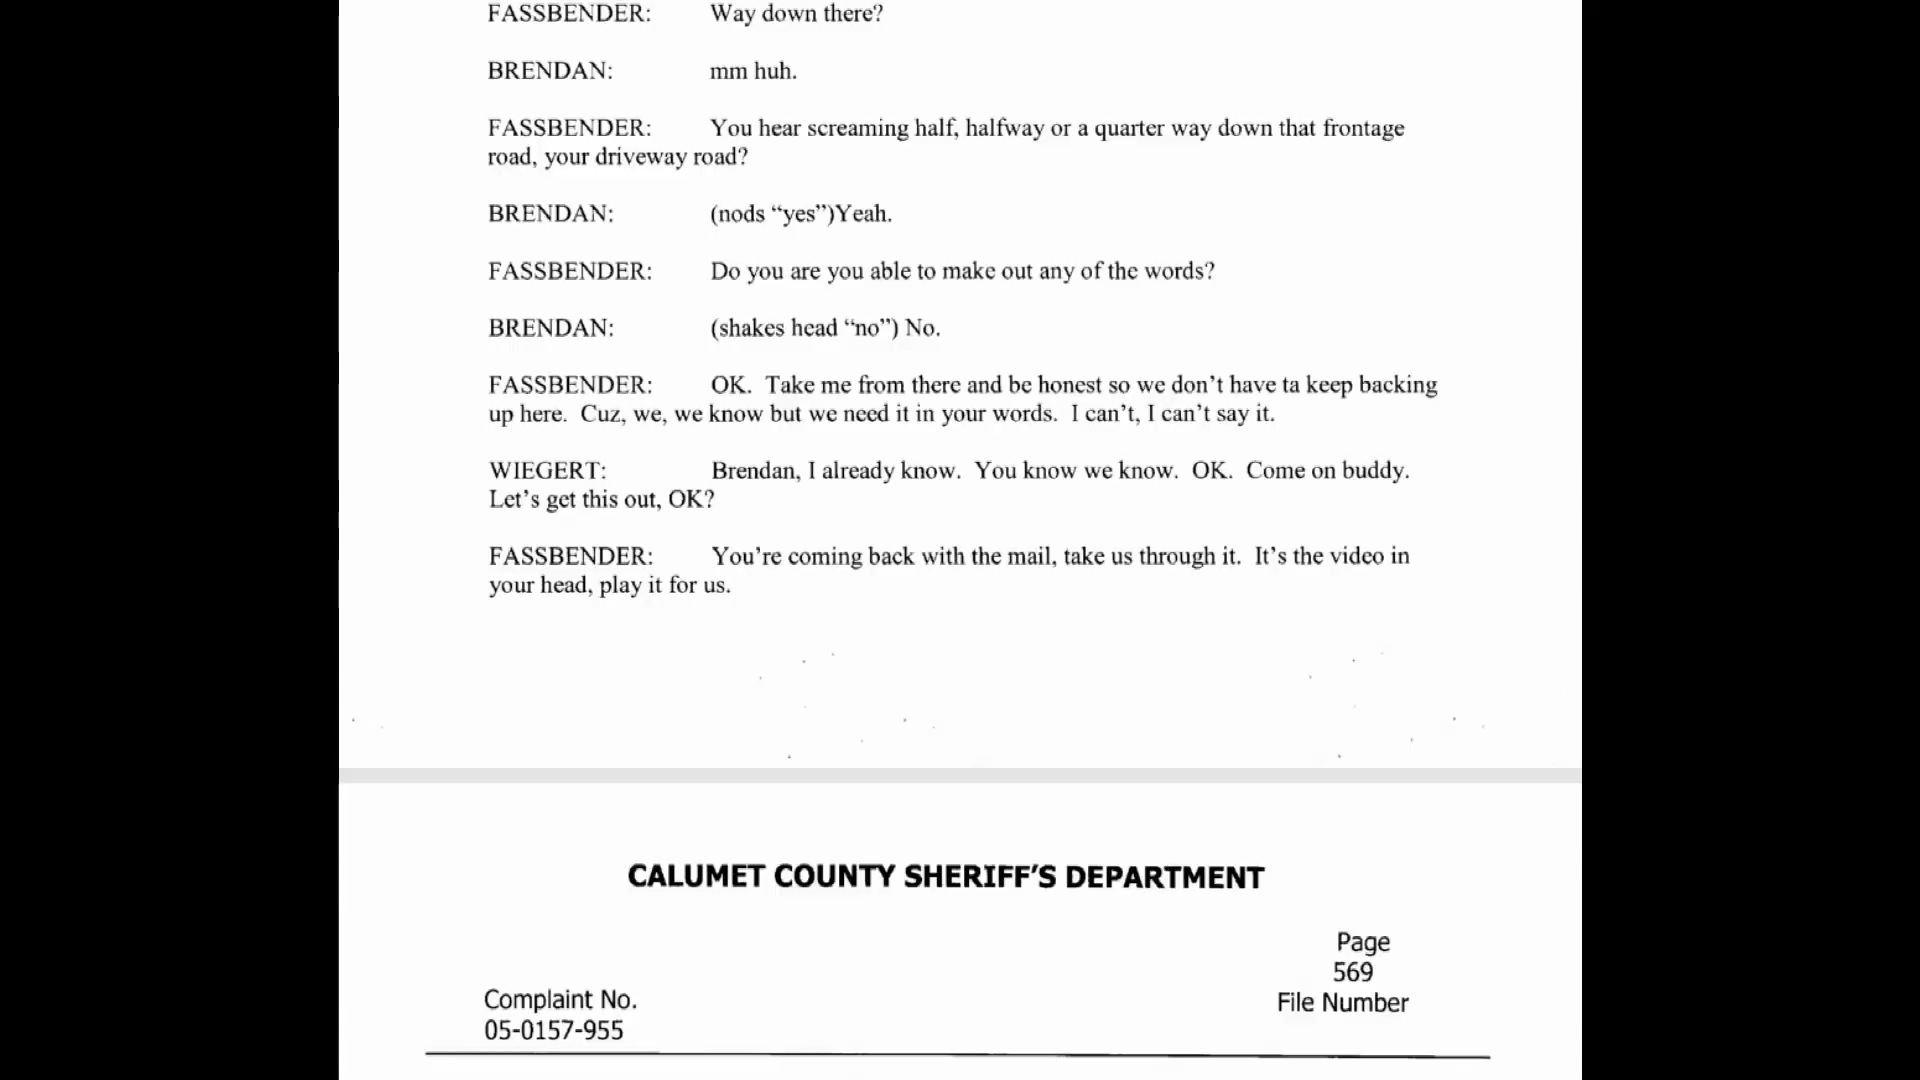 FASSBENDER: Way down there?
BRENDAN: mm huh.
FASSBENDER: You hear screaming half, halfway or a quarter way down that frontage
road, your driveway road?
BRENDAN: (nods “yes”)Yeah.
FASSBENDER: Do you are you able to make out any of the words?
BRENDAN: (shakes head “no”) No.
FASSBENDER: OK. Take me from there and be honest so we don’t have ta keep backing
up here. Cuz, we, we know but we need it in your words. I can’t, I can’t say it.
WIEGERT: Brendan, I already know. You know we know. OK. Come on buddy.
Let’s get this out, OK?
FASSBENDER: You’re coming back with the mail, take us through it. It’s the video in
your head, play it for us.
CALUMET COUNTY SHERIFF’S DEPARTMENT
Page
569
Complaint No. File Number
05-0157-955